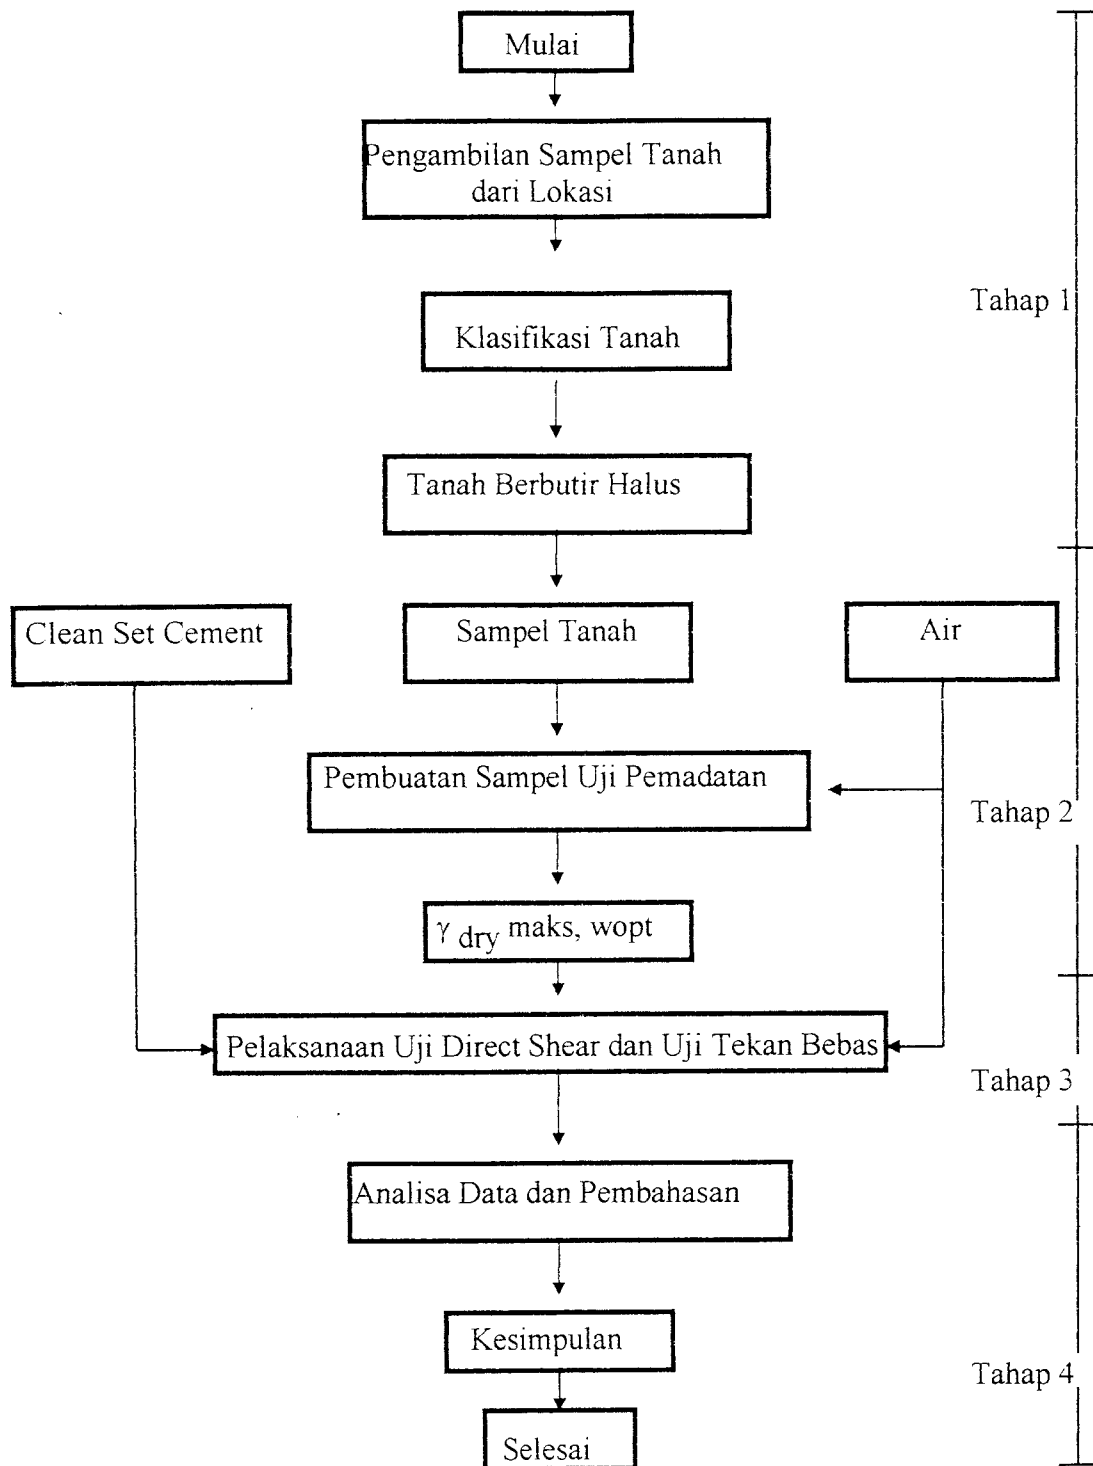 Mulai
Pengambilan Sampel Tanah
dari Lokasi
Tahap 1
Klasifikasi Tanah
Tanah Berbutir Halus
Clean Set Cement
Sampel Tanah
Air
Pembuatan Sampel Uji Pemadatan
Tahap 2
γ dry maks, wopt
Pelaksanaan Uji Direct Shear dan Uji Tekan Bebas
Tahap 3
Analisa Data dan Pembahasan
Kesimpulan
Tahap 4
Selesai